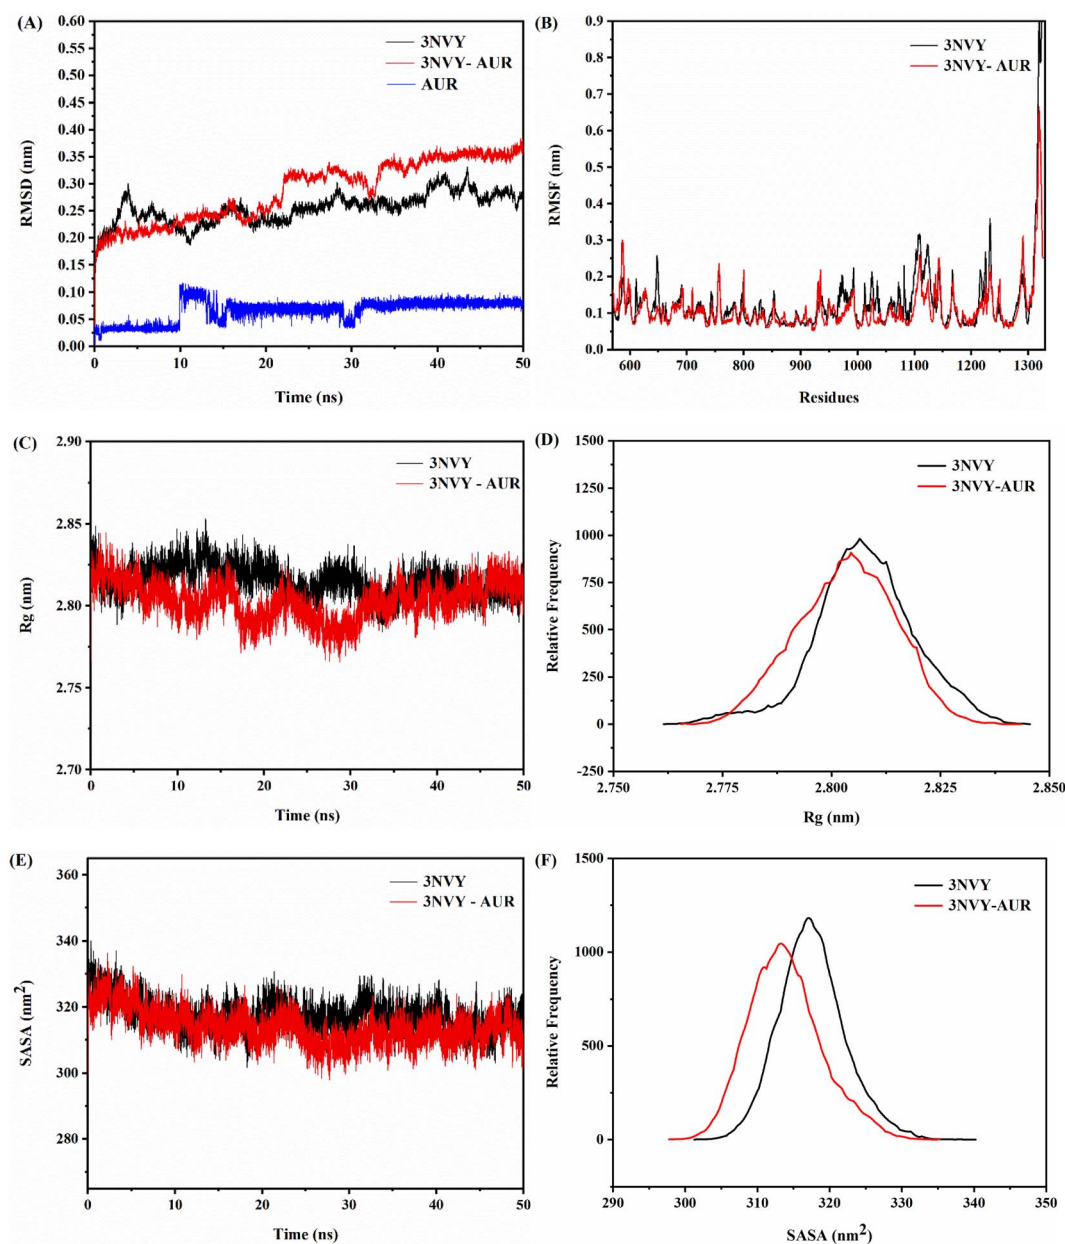 (A)
0.60
0.55
0.50
0.45
0.40
0.35
0.30
0.25
0.20
0.15
0.10
0.05
0.00
RMSD (nm)
3NVY
3NVY- AUR
AUR
0 10 20 30 40 50
Time (ns)
(B)
0.9
0.8
0.7
0.6
0.5
0.4
0.3
0.2
0.1
0.0
RMSF (nm)
3NVY
3NVY- AUR
600 700 800 900 1000 1100 1200 1300
Residues
(C)
2.90
2.85
2.80
2.75
2.70
Rg (nm)
3NVY
3NVY - AUR
0 10 20 30 40 50
Time (ns)
(D)
1500
1250
1000
750
500
250
0
-250
Relative Frequency
3NVY
3NVY-AUR
2.750 2.775 2.800 2.825 2.850
Rg (nm)
(E)
360
340
320
300
280
SASA (nm²)
3NVY
3NVY - AUR
0 10 20 30 40 50
Time (ns)
(F)
1500
1000
500
0
Relative Frequency
3NVY
3NVY-AUR
290 300 310 320 330 340 350
SASA (nm²)